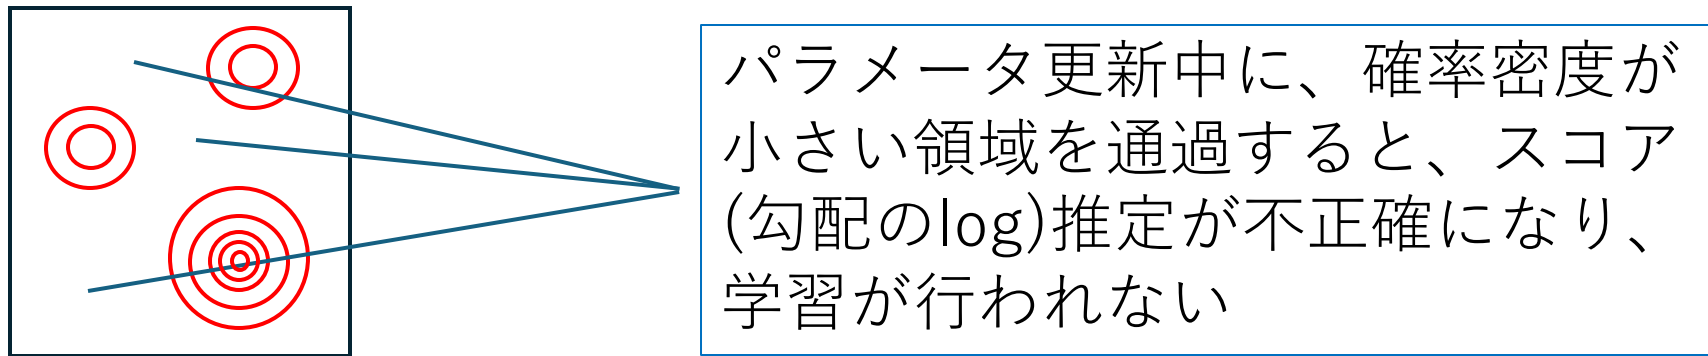 パラメータ更新中に、確率密度が
小さい領域を通過すると、スコア
(勾配のlog)推定が不正確になり、
学習が行われない